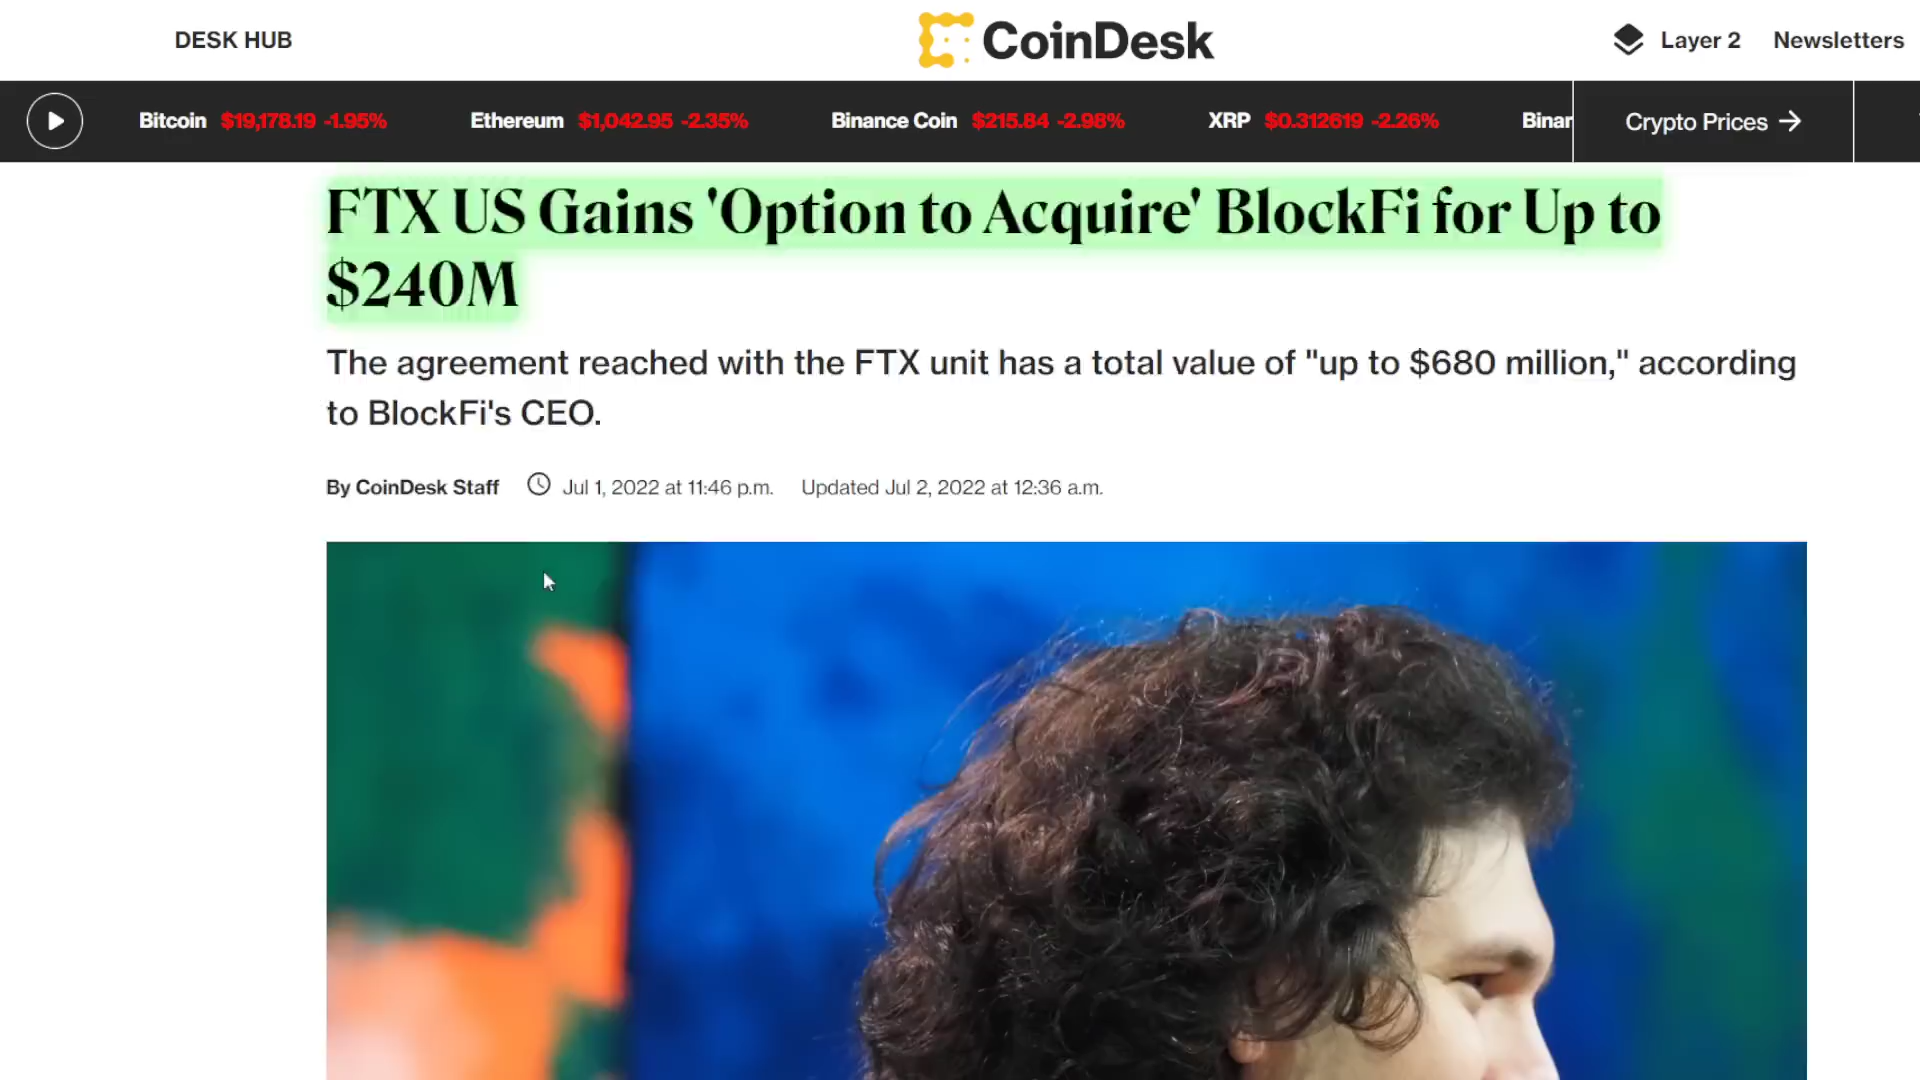 DESK HUB
CoinDesk
Layer 2
Newsletters
Bitcoin $19,178.19 -1.95% Ethereum $1,042.95 -2.35% Binance Coin $215.84 -2.98% XRP $0.312619 -2.26% Binar
Crypto Prices →
FTX US Gains 'Option to Acquire' BlockFi for Up to
$240M
The agreement reached with the FTX unit has a total value of "up to $680 million," according
to BlockFi's CEO.
By CoinDesk Staff Jul 1, 2022 at 11:46 p.m. Updated Jul 2, 2022 at 12:36 a.m.